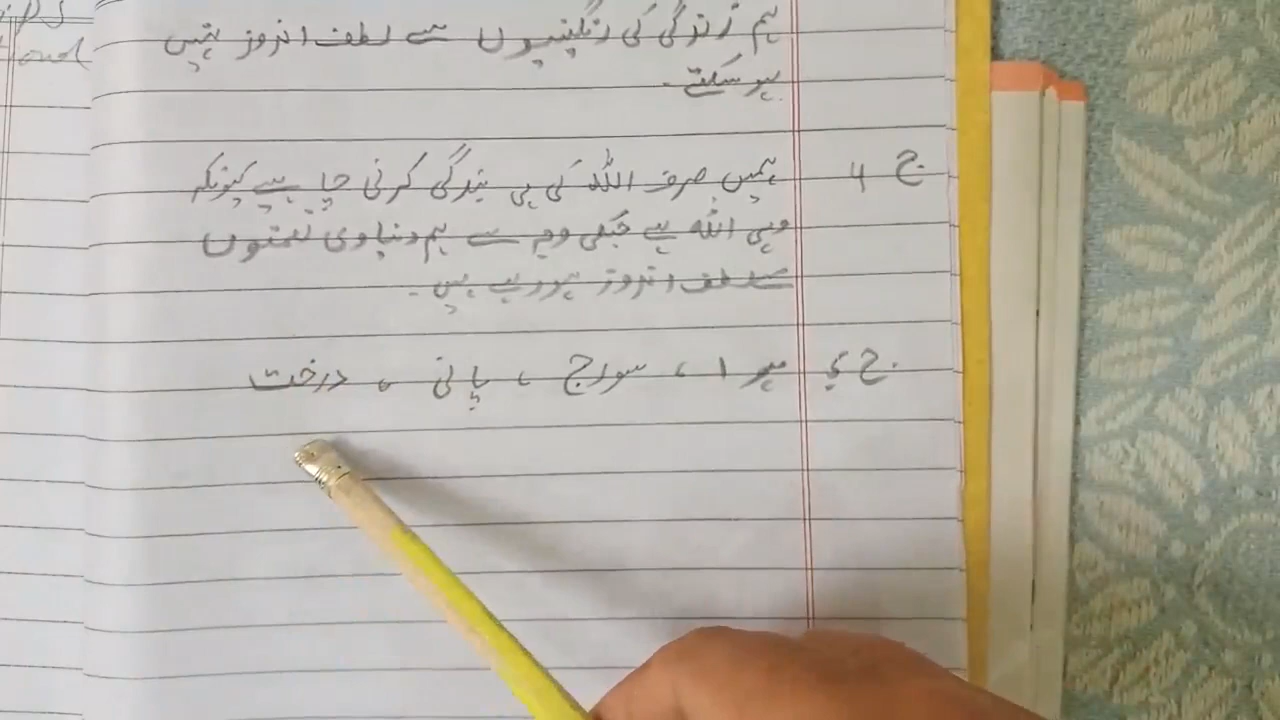 ہم زندگی کی رنگینیوں سے لطف اندوز نہیں
ہو سکتے۔
ج 4 ہمیں صرف اللہ کی ہی بندگی کرنی چاہیے کیونکہ
وہی اللہ ہے جسکی وجہ سے ہم دنیاوی نعمتوں
سے لطف اندوز ہو رہے ہیں۔
ج ۵ ہوا، سورج، پانی، درخت